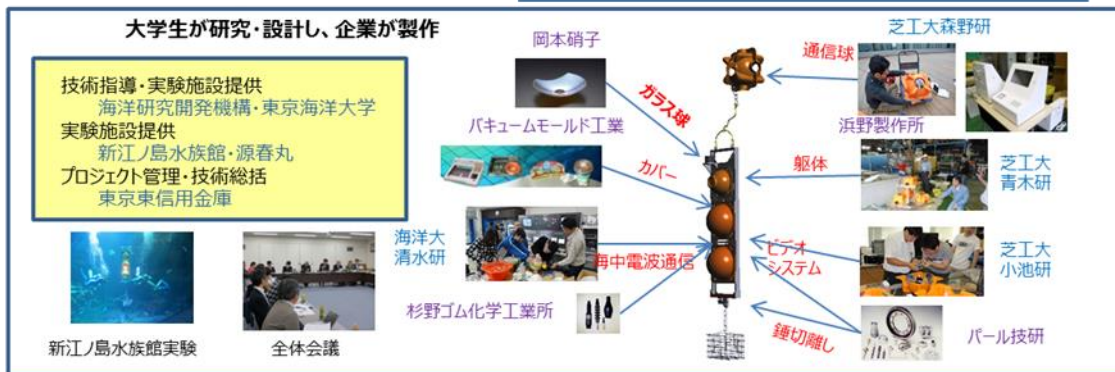 大学生が研究・設計し、企業が製作
技術指導・実験施設提供
海洋研究開発機構・東京海洋大学
実験施設提供
新江ノ島水族館・源春丸
プロジェクト管理・技術総括
東京東信用金庫
新江ノ島水族館実験
全体会議
岡本硝子
ガラス球
バキュームモールド工業
カバー
海洋大
清水研
海中電波通信
杉野ゴム化学工業所
芝工大森野研
通信球
浜野製作所
躯体
芝工大
青木研
ビデオ
システム
芝工大
小池研
錘切離し
パール技研